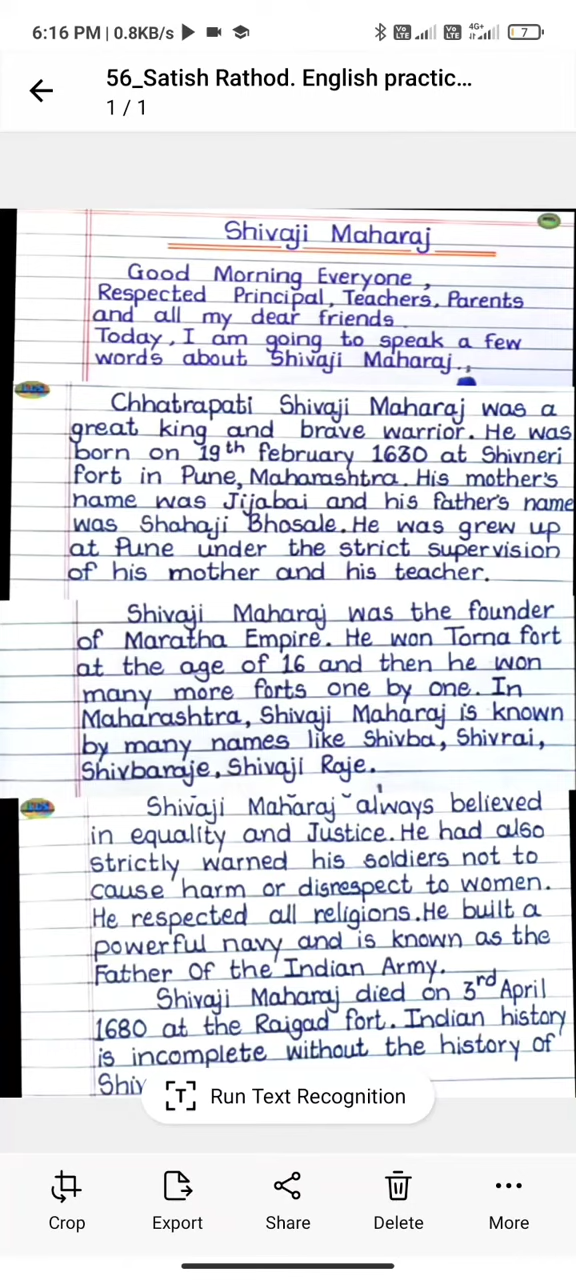 6:16 PM | 0.8KB/s
4G+
7
56_Satish Rathod. English practic...
1 / 1
Shivaji Maharaj
Good Morning Everyone,
Respected Principal, Teachers, Parents
and all my dear friends
Today, I am going to speak a few
words about Shivaji Maharaj.
Chhatrapati Shivaji Maharaj was a
great king and brave warrior. He was
born on 19th february 1630 at Shivneri
fort in Pune, Maharashtra. His mother's
name was Jijabai and his father's name
was Shahaji Bhosale. He was grew up
at Pune under the strict supervision
of his mother and his teacher.
Shivaji Maharaj was the founder
of Maratha Empire. He won Torna fort
at the age of 16 and then he won
many more forts one by one. In
Maharashtra, Shivaji Maharaj is known
by many names like Shivba, Shivrai,
Shivbaraje, Shivaji Raje.
Shivaji Maharaj always believed
in equality and Justice. He had also
strictly warned his soldiers not to
cause harm or disrespect to women.
He respected all religions. He built a
powerful navy and is known as the
Father Of the Indian Army.
Shivaji Maharaj died on 3rd April
1680 at the Raigad fort. Indian history
is incomplete without the history of
Shiv
Run Text Recognition
Crop Export Share Delete More